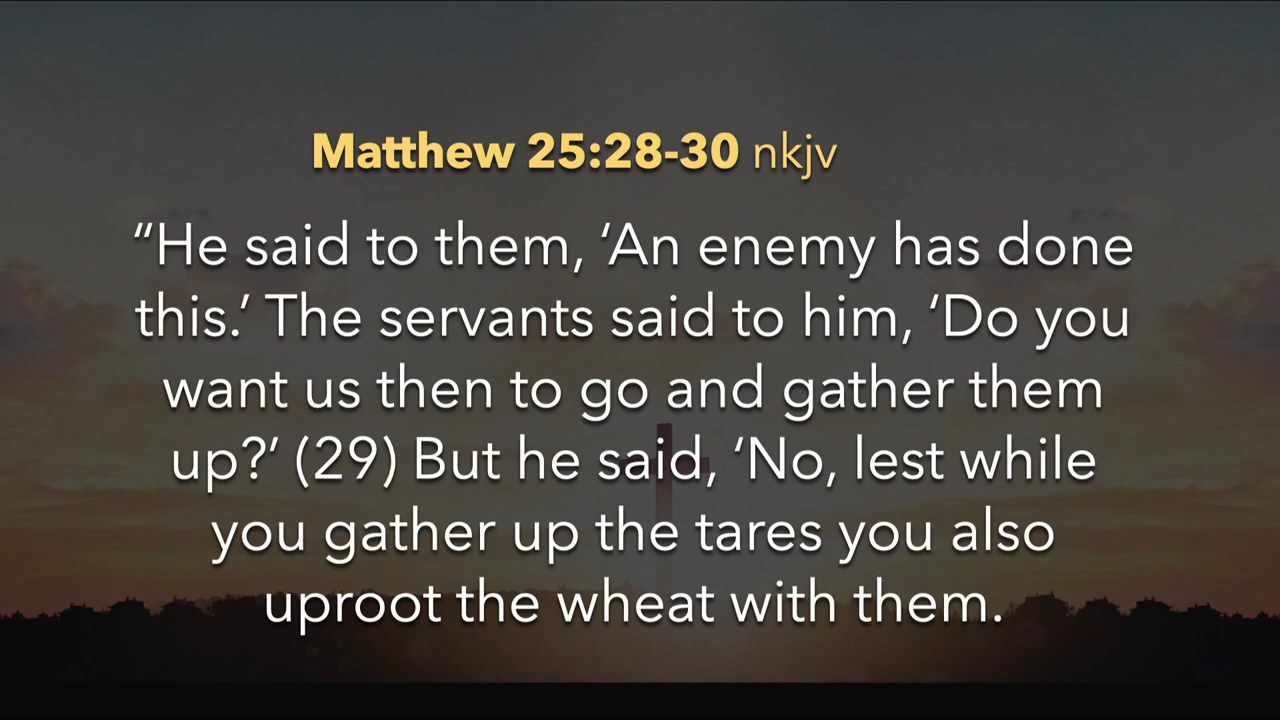 Matthew 25:28-30 nkjv
“He said to them, ‘An enemy has done
this.’ The servants said to him, ‘Do you
want us then to go and gather them
up?’ (29) But he said, ‘No, lest while
you gather up the tares you also
uproot the wheat with them.